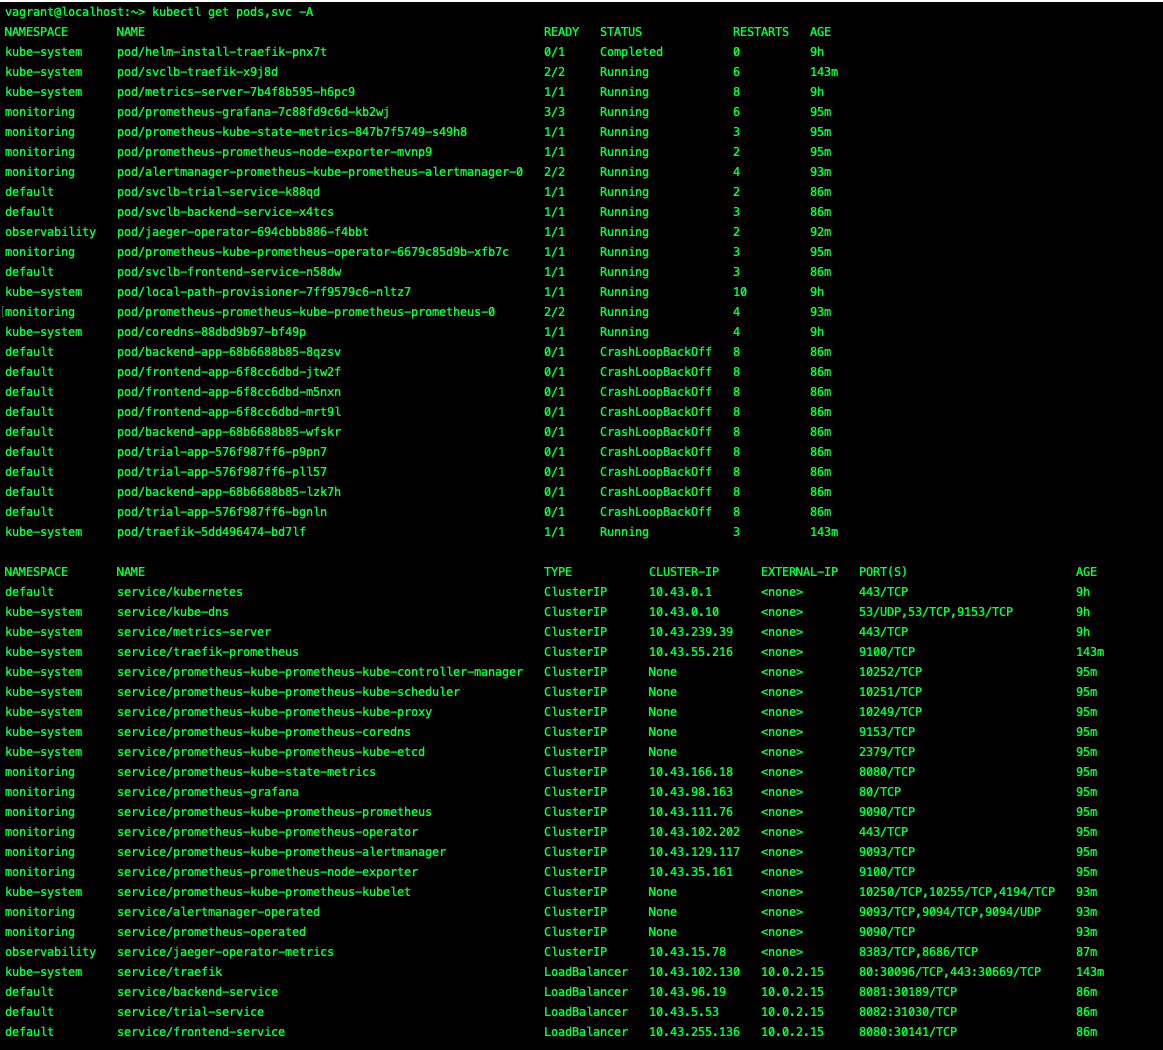 vagrant@localhost:~> kubectl get pods,svc -A
NAMESPACE NAME READY STATUS RESTARTS AGE
kube-system pod/helm-install-traefik-pnx7t 0/1 Completed 0 9h
kube-system pod/svclb-traefik-x9j8d 2/2 Running 6 143m
kube-system pod/metrics-server-7b4f8b595-h6pc9 1/1 Running 8 9h
monitoring pod/prometheus-grafana-7c88fd9c6d-kb2wj 3/3 Running 6 95m
monitoring pod/prometheus-kube-state-metrics-847b7f5749-s49h8 1/1 Running 3 95m
monitoring pod/prometheus-prometheus-node-exporter-mvnp9 1/1 Running 2 95m
monitoring pod/alertmanager-prometheus-kube-prometheus-alertmanager-0 2/2 Running 4 93m
default pod/svclb-trial-service-k88qd 1/1 Running 2 86m
default pod/svclb-backend-service-x4tcs 1/1 Running 3 86m
observability pod/jaeger-operator-694cbbb886-f4bbt 1/1 Running 2 92m
monitoring pod/prometheus-kube-prometheus-operator-6679c85d9b-xfb7c 1/1 Running 3 95m
default pod/svclb-frontend-service-n58dw 1/1 Running 3 86m
kube-system pod/local-path-provisioner-7ff9579c6-nltz7 1/1 Running 10 9h
monitoring pod/prometheus-prometheus-kube-prometheus-prometheus-0 2/2 Running 4 93m
kube-system pod/coredns-88dbd9b97-bf49p 1/1 Running 4 9h
default pod/backend-app-68b6688b85-8qzsv 0/1 CrashLoopBackOff 8 86m
default pod/frontend-app-6f8cc6dbd-jtw2f 0/1 CrashLoopBackOff 8 86m
default pod/frontend-app-6f8cc6dbd-m5nxn 0/1 CrashLoopBackOff 8 86m
default pod/frontend-app-6f8cc6dbd-mrt9l 0/1 CrashLoopBackOff 8 86m
default pod/backend-app-68b6688b85-wfskr 0/1 CrashLoopBackOff 8 86m
default pod/trial-app-576f987ff6-p9pn7 0/1 CrashLoopBackOff 8 86m
default pod/trial-app-576f987ff6-pll57 0/1 CrashLoopBackOff 8 86m
default pod/backend-app-68b6688b85-lzk7h 0/1 CrashLoopBackOff 8 86m
default pod/trial-app-576f987ff6-bgnln 0/1 CrashLoopBackOff 8 86m
kube-system pod/traefik-5dd496474-bd7lf 1/1 Running 3 143m
NAMESPACE NAME TYPE CLUSTER-IP EXTERNAL-IP PORT(S) AGE
default service/kubernetes ClusterIP 10.43.0.1 <none> 443/TCP 9h
kube-system service/kube-dns ClusterIP 10.43.0.10 <none> 53/UDP,53/TCP,9153/TCP 9h
kube-system service/metrics-server ClusterIP 10.43.239.39 <none> 443/TCP 9h
kube-system service/traefik-prometheus ClusterIP 10.43.55.216 <none> 9100/TCP 143m
kube-system service/prometheus-kube-prometheus-kube-controller-manager ClusterIP None <none> 10252/TCP 95m
kube-system service/prometheus-kube-prometheus-kube-scheduler ClusterIP None <none> 10251/TCP 95m
kube-system service/prometheus-kube-prometheus-kube-proxy ClusterIP None <none> 10249/TCP 95m
kube-system service/prometheus-kube-prometheus-coredns ClusterIP None <none> 9153/TCP 95m
kube-system service/prometheus-kube-prometheus-kube-etcd ClusterIP None <none> 2379/TCP 95m
monitoring service/prometheus-kube-state-metrics ClusterIP 10.43.166.18 <none> 8080/TCP 95m
monitoring service/prometheus-grafana ClusterIP 10.43.98.163 <none> 80/TCP 95m
monitoring service/prometheus-kube-prometheus-prometheus ClusterIP 10.43.111.76 <none> 9090/TCP 95m
monitoring service/prometheus-kube-prometheus-operator ClusterIP 10.43.102.202 <none> 443/TCP 95m
monitoring service/prometheus-kube-prometheus-alertmanager ClusterIP 10.43.129.117 <none> 9093/TCP 95m
monitoring service/prometheus-prometheus-node-exporter ClusterIP 10.43.35.161 <none> 9100/TCP 95m
kube-system service/prometheus-kube-prometheus-kubelet ClusterIP None <none> 10250/TCP,10255/TCP,4194/TCP 93m
monitoring service/alertmanager-operated ClusterIP None <none> 9093/TCP,9094/TCP,9094/UDP 93m
monitoring service/prometheus-operated ClusterIP None <none> 9090/TCP 93m
observability service/jaeger-operator-metrics ClusterIP 10.43.15.78 <none> 8383/TCP,8686/TCP 87m
kube-system service/traefik LoadBalancer 10.43.102.130 10.0.2.15 80:30096/TCP,443:30669/TCP 143m
default service/backend-service LoadBalancer 10.43.96.19 10.0.2.15 8081:30189/TCP 86m
default service/trial-service LoadBalancer 10.43.5.53 10.0.2.15 8082:31030/TCP 86m
default service/frontend-service LoadBalancer 10.43.255.136 10.0.2.15 8080:30141/TCP 86m